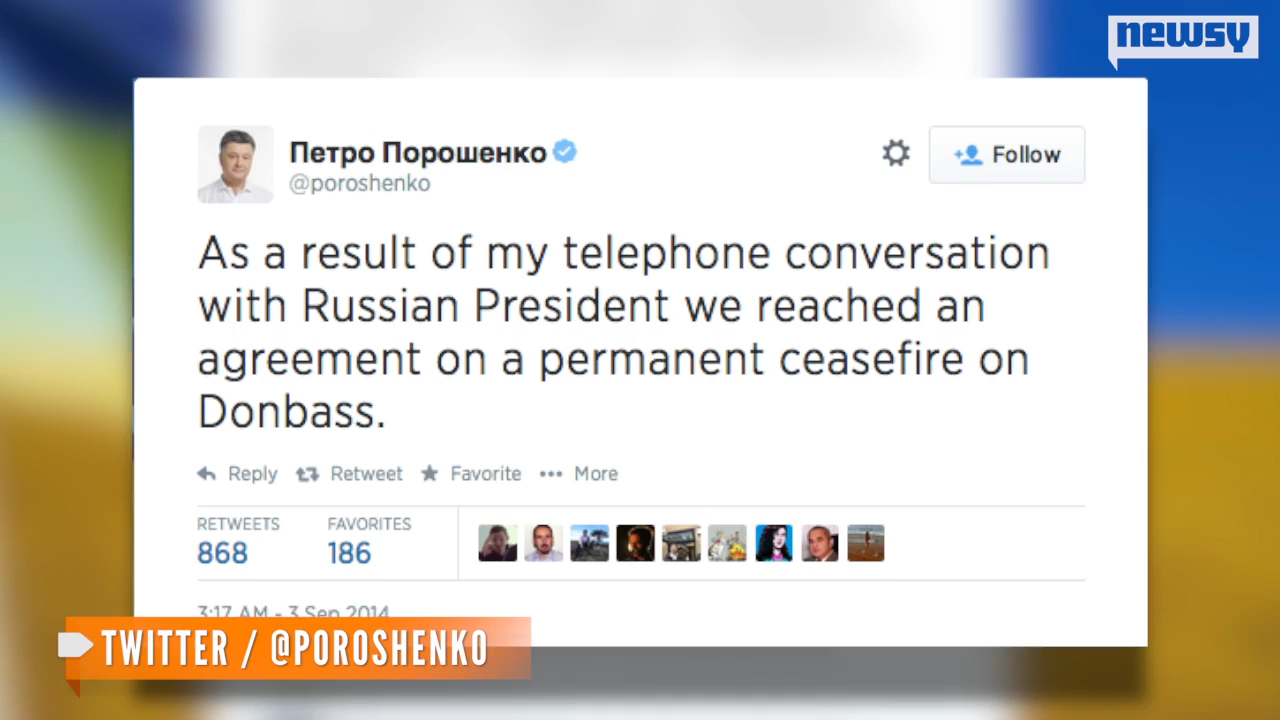 newsy
Петро Порошенко
@poroshenko
Follow
As a result of my telephone conversation
with Russian President we reached an
agreement on a permanent ceasefire on
Donbass.
Reply Retweet Favorite More
RETWEETS FAVORITES
868 186
3:17 AM - 3 Sep 2014
TWITTER / @POROSHENKO